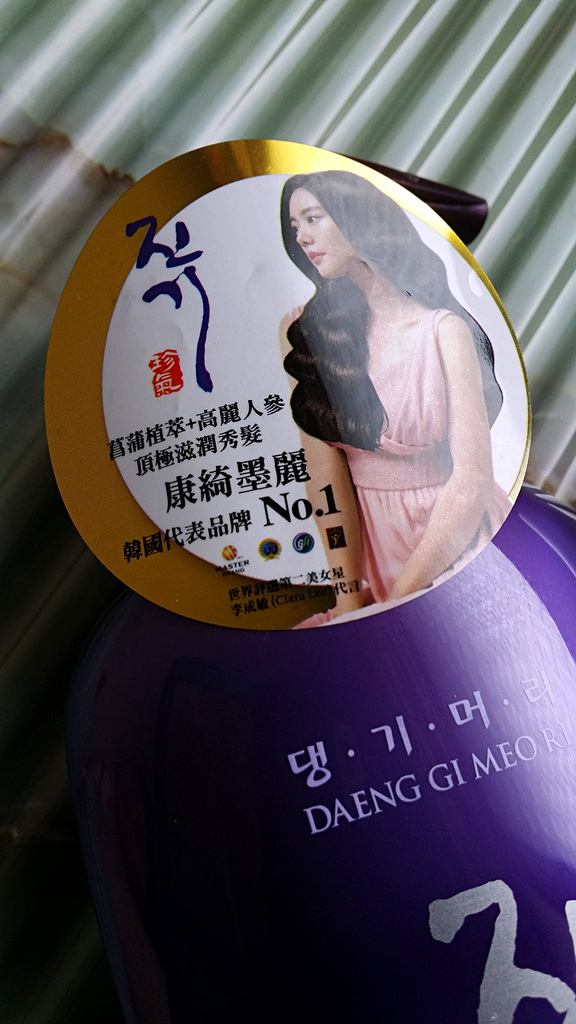 진기
珍氣
菖蒲植萃+高麗人參
頂極滋潤秀髮
康綺墨麗
韓國代表品牌 No.1
MASTER
BRAND
世界評選第二美女星
李成敏(Clara Lee)代言
댕·기·머·리
DAENG GI MEO RI